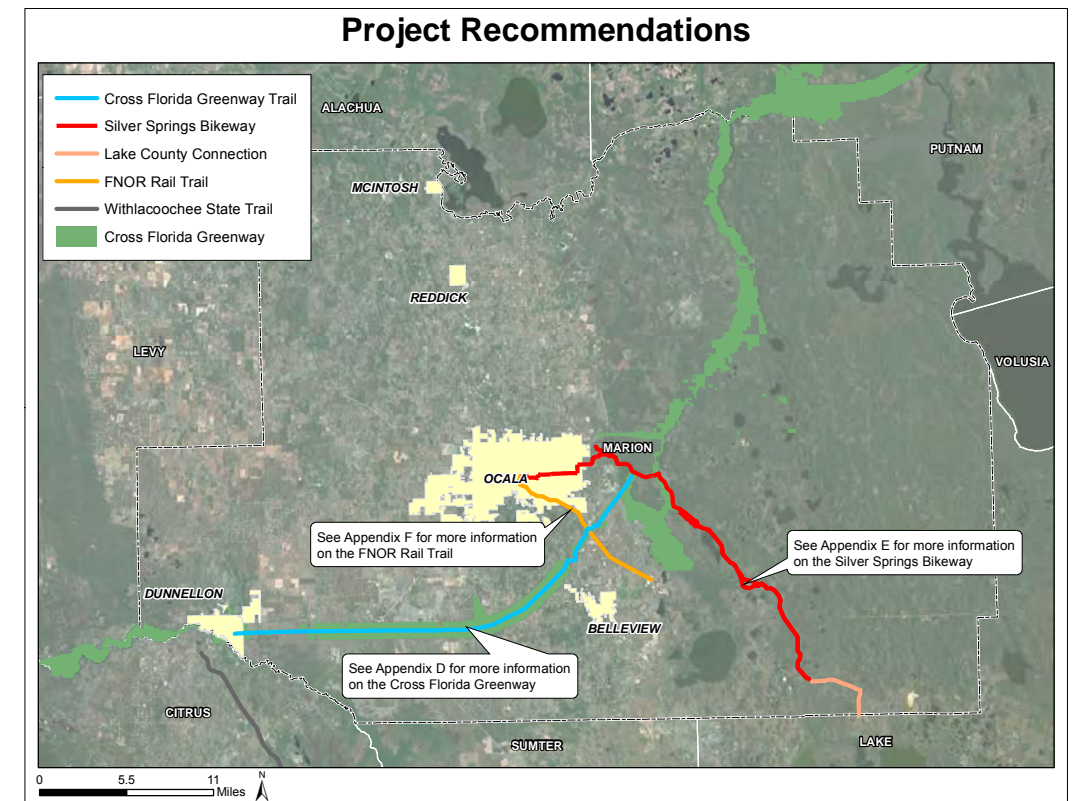 Project Recommendations
Cross Florida Greenway Trail
Silver Springs Bikeway
Lake County Connection
FNOR Rail Trail
Withlacoochee State Trail
Cross Florida Greenway
ALACHUA
PUTNAM
MCINTOSH
REDDICK
LEVY
VOLUSIA
MARION
OCALA
See Appendix F for more information
on the FNOR Rail Trail
See Appendix E for more information
on the Silver Springs Bikeway
DUNNELLON
BELLEVIEW
See Appendix D for more information
on the Cross Florida Greenway
CITRUS
SUMTER
LAKE
0 5.5 11
Miles
N